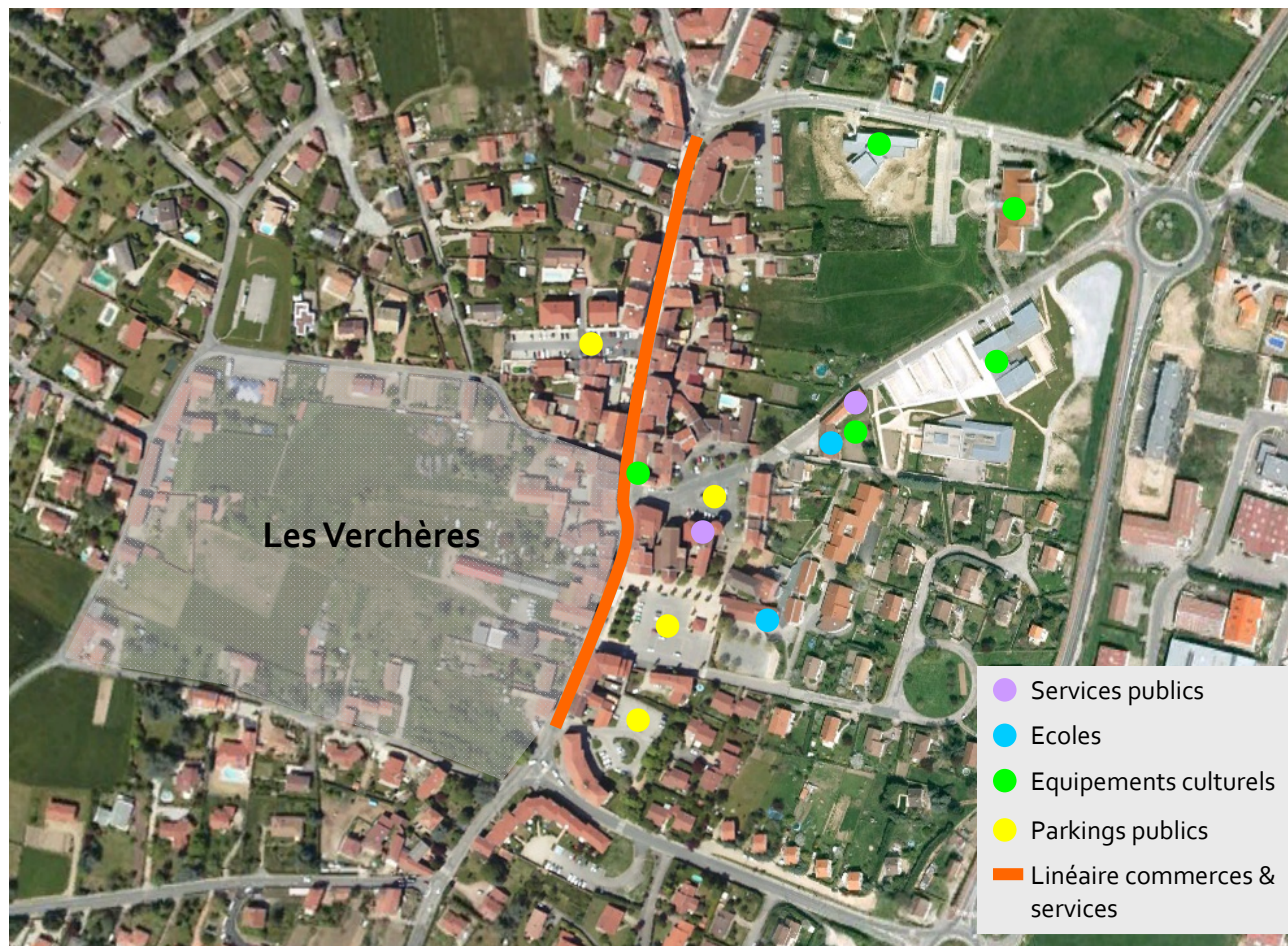 Les Verchères
Services publics
Ecoles
Equipements culturels
Parkings publics
Linéaire commerces &
services